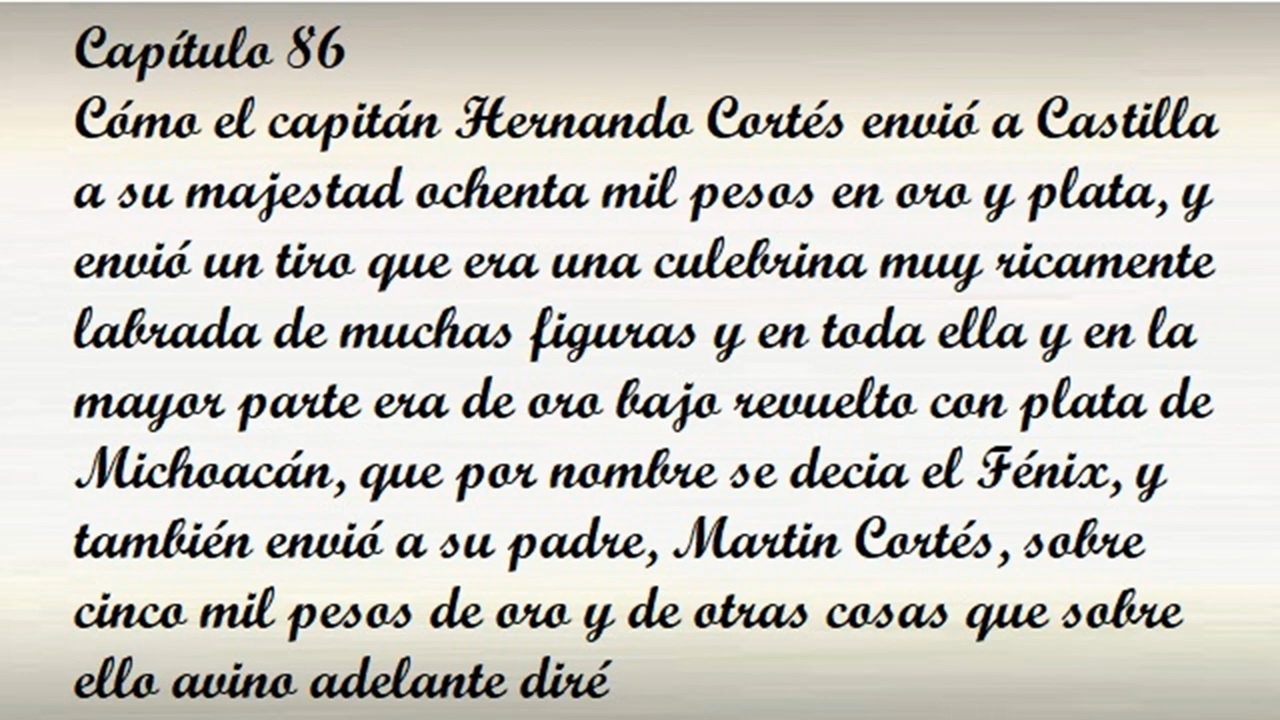 Capítulo 86
Cómo el capitán Hernando Cortés envió a Castilla
a su majestad ochenta mil pesos en oro y plata, y
envió un tiro que era una culebrina muy ricamente
labrada de muchas figuras y en toda ella y en la
mayor parte era de oro bajo revuelto con plata de
Michoacán, que por nombre se decia el Fénix, y
también envió a su padre, Martin Cortés, sobre
cinco mil pesos de oro y de otras cosas que sobre
ello avino adelante diré